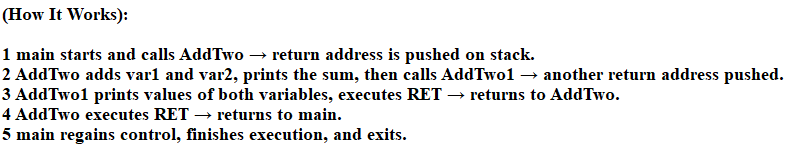 (How It Works):
1 main starts and calls AddTwo → return address is pushed on stack.
2 AddTwo adds var1 and var2, prints the sum, then calls AddTwo1 → another return address pushed.
3 AddTwo1 prints values of both variables, executes RET → returns to AddTwo.
4 AddTwo executes RET → returns to main.
5 main regains control, finishes execution, and exits.